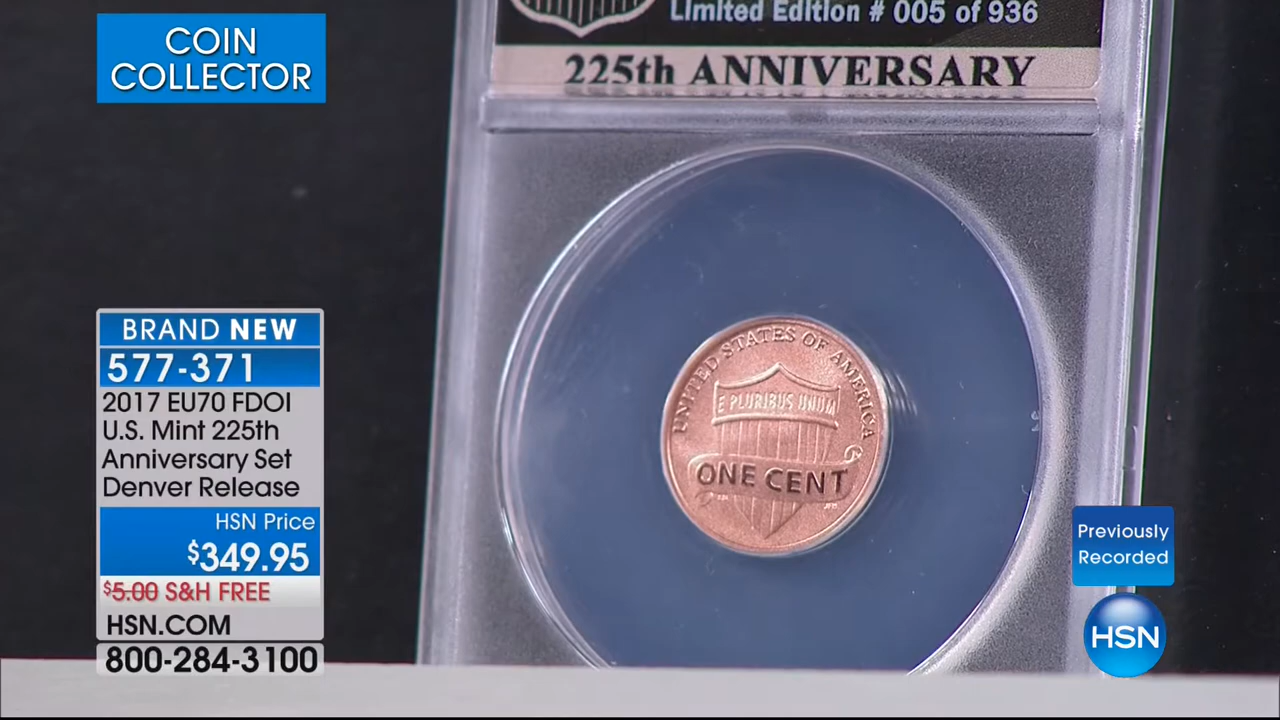 COIN
COLLECTOR
Limited Edition # 005 of 936
225th ANNIVERSARY
UNITED STATES OF AMERICA
E PLURIBUS UNUM
ONE CENT
BRAND NEW
577-371
2017 EU70 FDOI
U.S. Mint 225th
Anniversary Set
Denver Release
HSN Price
$349.95
$5.00 S&H FREE
HSN.COM
800-284-3100
Previously
Recorded
HSN